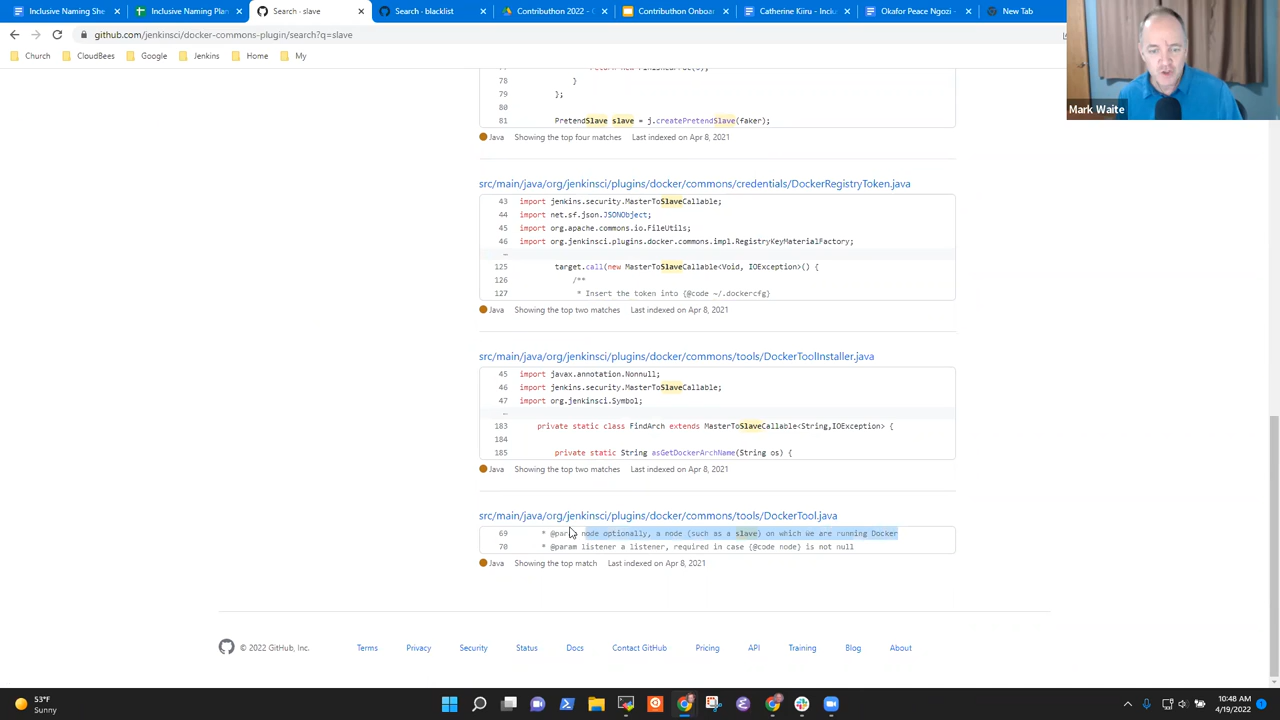 Inclusive Naming She
Inclusive Naming Plan
Search · slave
Search · blacklist
Contributhon 2022 -
Contributhon Onboar
Catherine Kiiru - Inclu
Okafor Peace Ngozi -
New Tab
github.com/jenkinsci/docker-commons-plugin/search?q=slave
Church
CloudBees
Google
Jenkins
Home
My
Mark Waite
78 }
79 };
80
81 PretendSlave slave = j.createPretendSlave(faker);
Java Showing the top four matches Last indexed on Apr 8, 2021
src/main/java/org/jenkinsci/plugins/docker/commons/credentials/DockerRegistryToken.java
43 import jenkins.security.MasterToSlaveCallable;
44 import net.sf.json.JSONObject;
45 import org.apache.commons.io.FileUtils;
46 import org.jenkinsci.plugins.docker.commons.impl.RegistryKeyMaterialFactory;
…
125 target.call(new MasterToSlaveCallable<Void, IOException>() {
126 /**
127 * Insert the token into {@code ~/.dockercfg}
Java Showing the top two matches Last indexed on Apr 8, 2021
src/main/java/org/jenkinsci/plugins/docker/commons/tools/DockerToolInstaller.java
45 import javax.annotation.Nonnull;
46 import jenkins.security.MasterToSlaveCallable;
47 import org.jenkinsci.Symbol;
…
183 private static class FindArch extends MasterToSlaveCallable<String,IOException> {
184
185 private static String asGetDockerArchName(String os) {
Java Showing the top two matches Last indexed on Apr 8, 2021
src/main/java/org/jenkinsci/plugins/docker/commons/tools/DockerTool.java
69 * @param node optionally, a node (such as a slave) on which we are running Docker
70 * @param listener a listener, required in case {@code node} is not null
Java Showing the top match Last indexed on Apr 8, 2021
© 2022 GitHub, Inc.
Terms
Privacy
Security
Status
Docs
Contact GitHub
Pricing
API
Training
Blog
About
53°F
Sunny
10:48 AM
4/19/2022